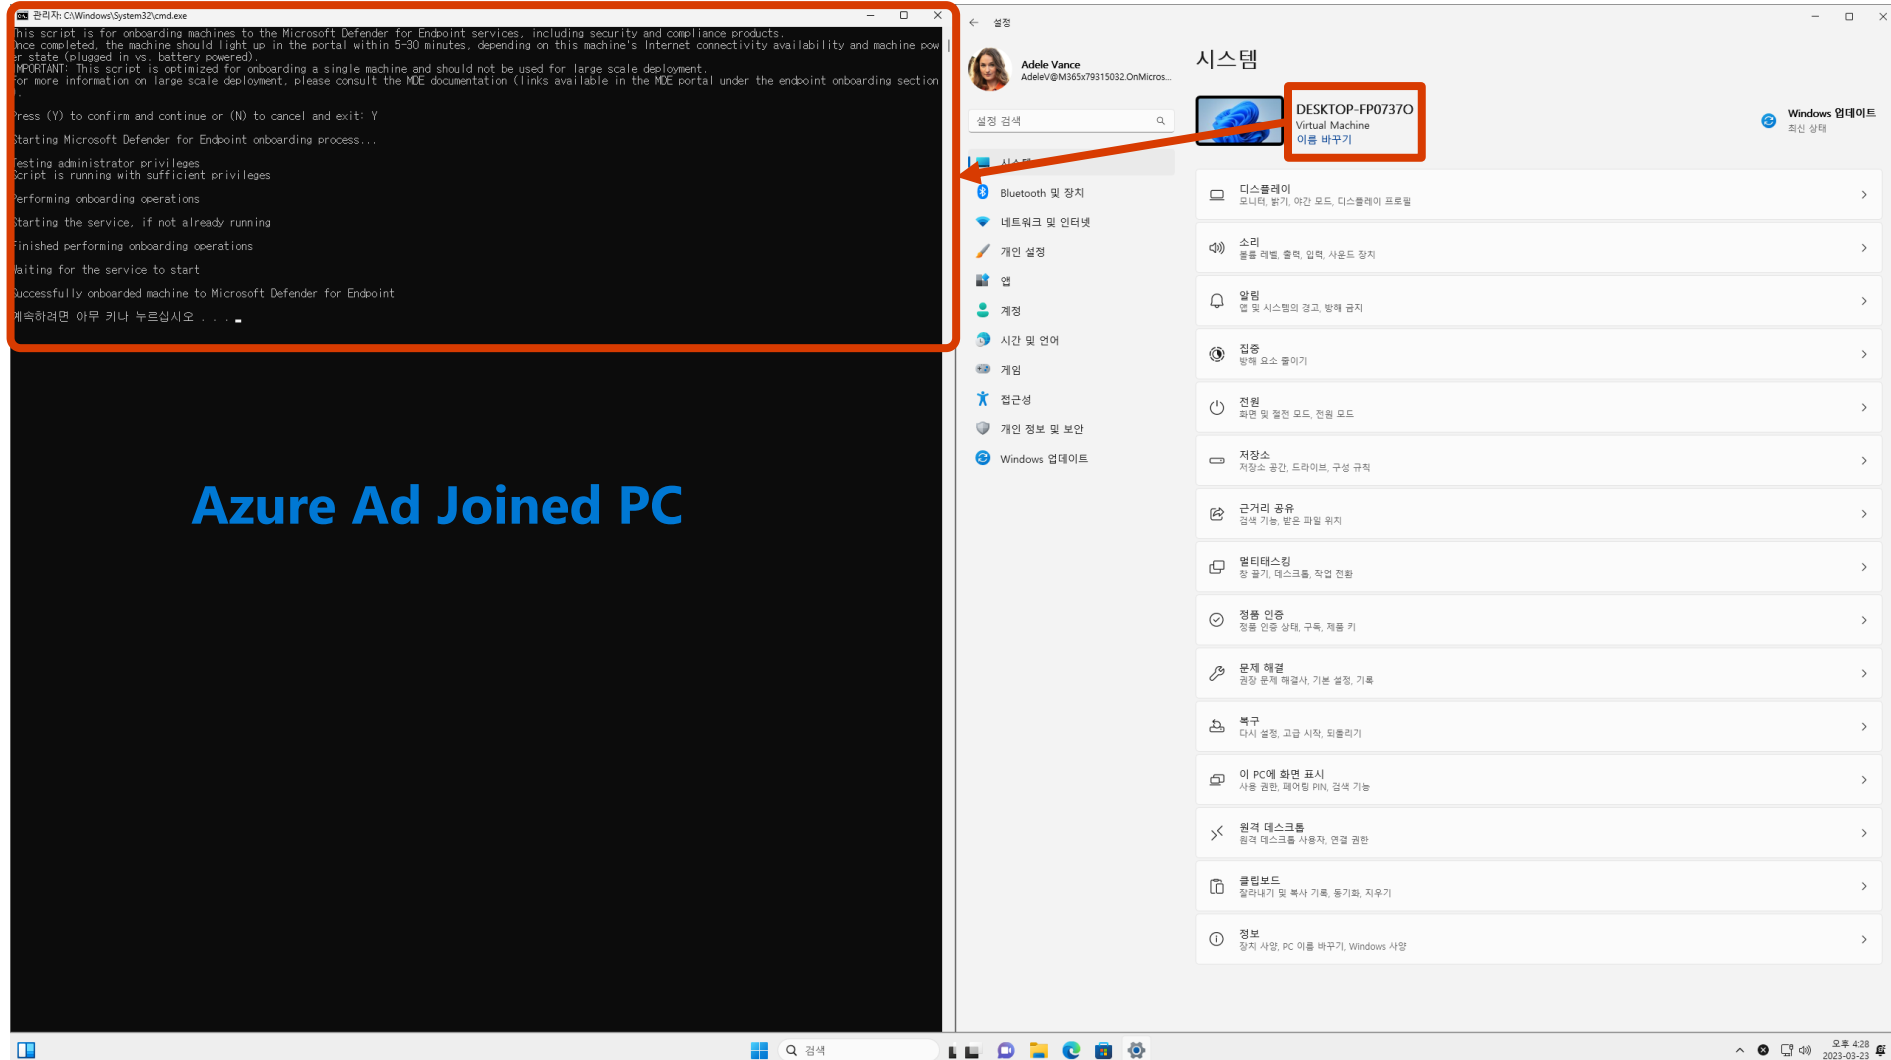 관리자: C:\Windows\System32\cmd.exe
This script is for onboarding machines to the Microsoft Defender for Endpoint services, including security and compliance products.
Once completed, the machine should light up in the portal within 5-30 minutes, depending on this machine's Internet connectivity availability and machine pow
er state (plugged in vs. battery powered).
IMPORTANT: This script is optimized for onboarding a single machine and should not be used for large scale deployment.
For more information on large scale deployment, please consult the MDE documentation (links available in the MDE portal under the endpoint onboarding section
).
Press (Y) to confirm and continue or (N) to cancel and exit: Y
Starting Microsoft Defender for Endpoint onboarding process...
Testing administrator privileges
Script is running with sufficient privileges
Performing onboarding operations
Starting the service, if not already running
Finished performing onboarding operations
Waiting for the service to start
Successfully onboarded machine to Microsoft Defender for Endpoint
계속하려면 아무 키나 누르십시오 . . .
Azure Ad Joined PC
설정
Adele Vance
AdeleV@M365x79315032.OnMicros...
설정 검색
시스템
Bluetooth 및 장치
네트워크 및 인터넷
개인 설정
앱
계정
시간 및 언어
게임
접근성
개인 정보 및 보안
Windows 업데이트
시스템
DESKTOP-FP0737O
Virtual Machine
이름 바꾸기
Windows 업데이트
최신 상태
디스플레이
모니터, 밝기, 야간 모드, 디스플레이 프로필
소리
볼륨 레벨, 출력, 입력, 사운드 장치
알림
앱 및 시스템의 경고, 방해 금지
집중
방해 요소 줄이기
전원
화면 및 절전 모드, 전원 모드
저장소
저장소 공간, 드라이브, 구성 규칙
근거리 공유
검색 기능, 받은 파일 위치
멀티태스킹
창 끌기, 데스크톱, 작업 전환
정품 인증
정품 인증 상태, 구독, 제품 키
문제 해결
권장 문제 해결사, 기본 설정, 기록
복구
다시 설정, 고급 시작, 되돌리기
이 PC에 화면 표시
사용 권한, 페어링 PIN, 검색 기능
원격 데스크톱
원격 데스크톱 사용자, 연결 권한
클립보드
잘라내기 및 복사 기록, 동기화, 지우기
정보
장치 사양, PC 이름 바꾸기, Windows 사양
검색
오후 4:28
2023-03-23